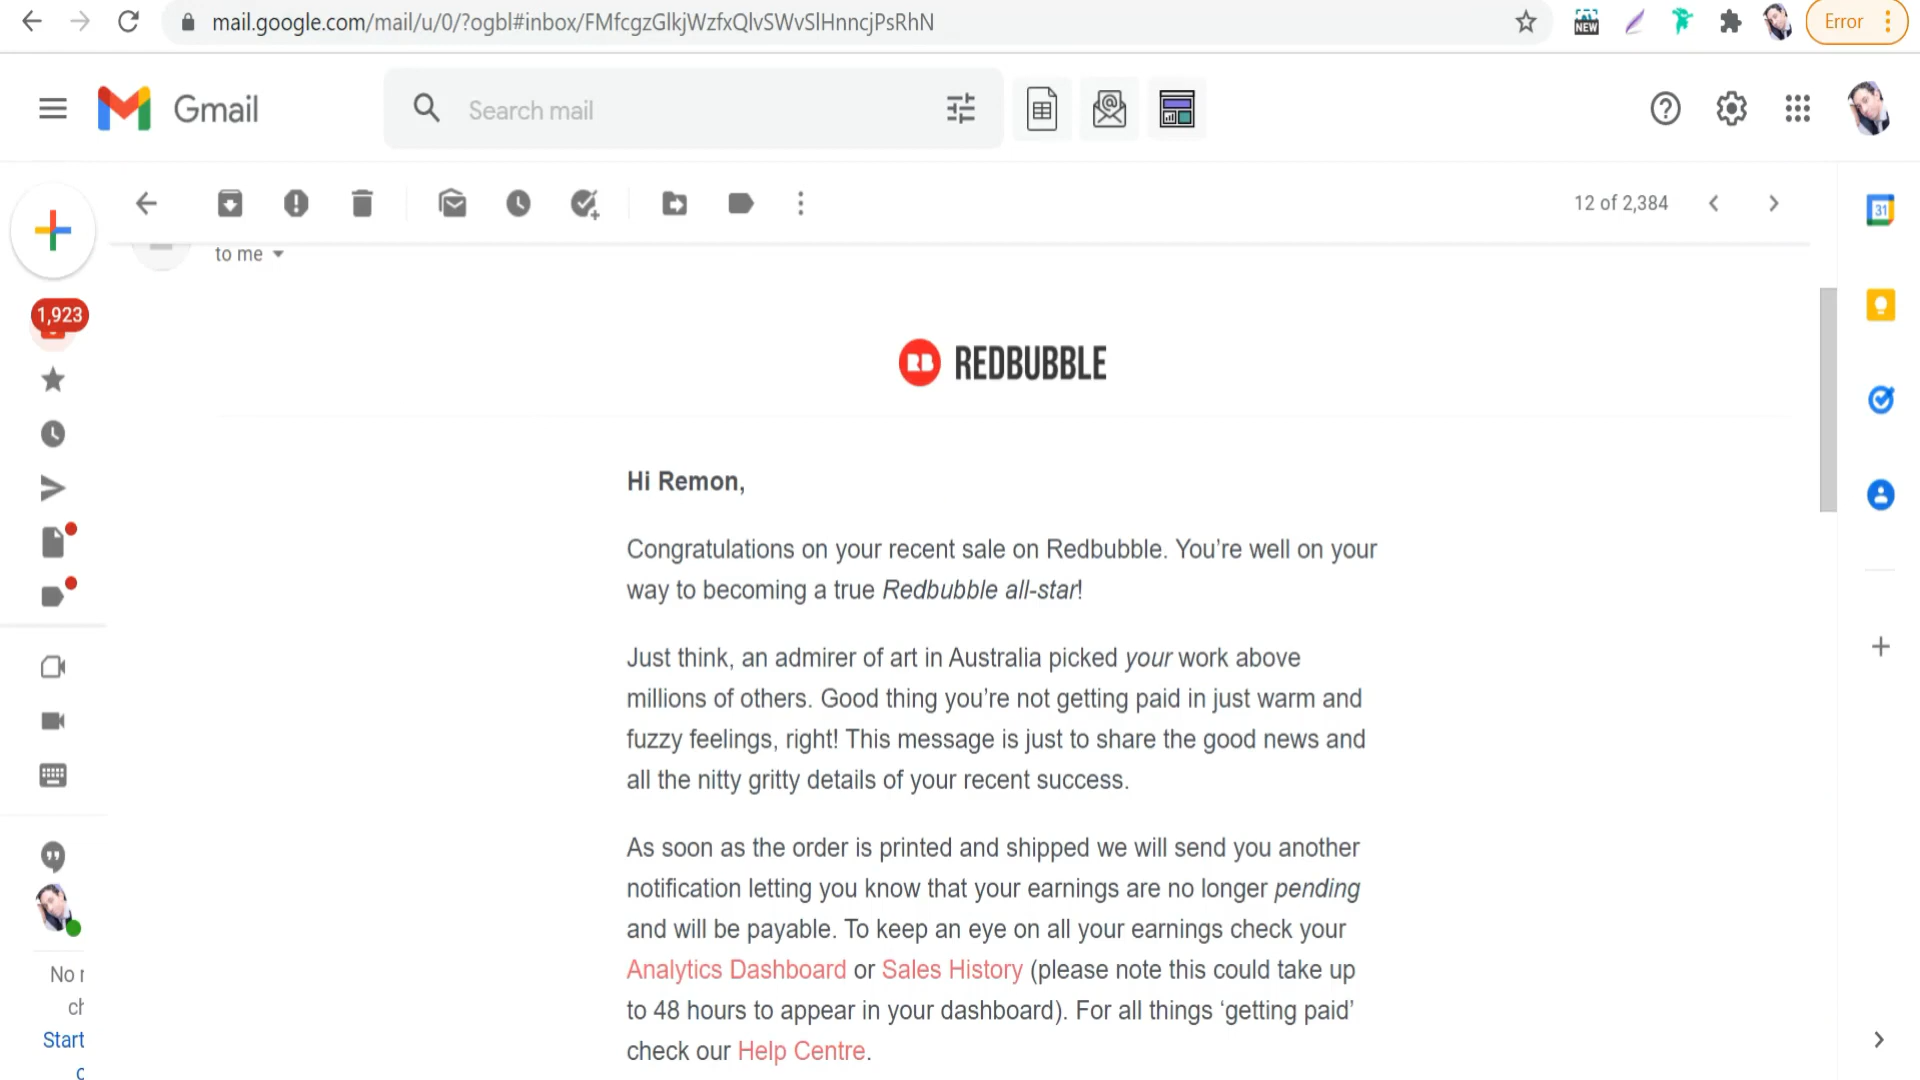 mail.google.com/mail/u/0/?ogbl#inbox/FMfcgzGlkjWzfxQlvSWvSlHnncjPsRhN
NEW
Error
Gmail
Search mail
12 of 2,384
31
to me
1,923
RB REDBUBBLE
Hi Remon,
Congratulations on your recent sale on Redbubble. You’re well on your
way to becoming a true Redbubble all-star!
Just think, an admirer of art in Australia picked your work above
millions of others. Good thing you’re not getting paid in just warm and
fuzzy feelings, right! This message is just to share the good news and
all the nitty gritty details of your recent success.
As soon as the order is printed and shipped we will send you another
notification letting you know that your earnings are no longer pending
and will be payable. To keep an eye on all your earnings check your
Analytics Dashboard or Sales History (please note this could take up
to 48 hours to appear in your dashboard). For all things ‘getting paid’
check our Help Centre.
No
ch
Start